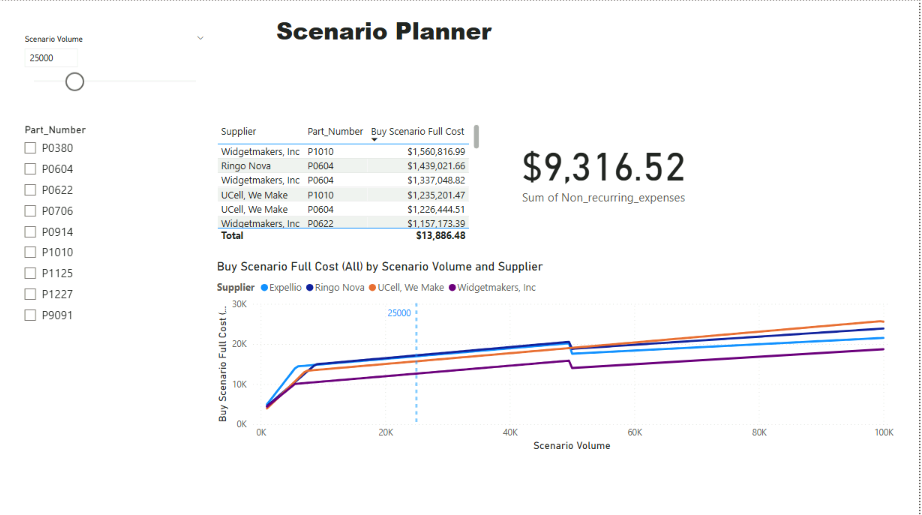 Scenario Planner
Scenario Volume
25000
Part_Number
P0380
P0604
P0622
P0706
P0914
P1010
P1125
P1227
P9091
Supplier Part_Number Buy Scenario Full Cost
Widgetmakers, Inc P1010 $1,560,816.99
Ringo Nova P0604 $1,439,021.66
Widgetmakers, Inc P0604 $1,337,048.82
UCell, We Make P1010 $1,235,201.47
UCell, We Make P0604 $1,226,444.51
Widgetmakers, Inc P0622 $1,157,173.39
Total $13,886.48
$9,316.52
Sum of Non_recurring_expenses
Buy Scenario Full Cost (All) by Scenario Volume and Supplier
Supplier Expellio Ringo Nova UCell, We Make Widgetmakers, Inc
Buy Scenario Full Cost (...
30K
20K
10K
0K
25000
0K 20K 40K 60K 80K 100K
Scenario Volume